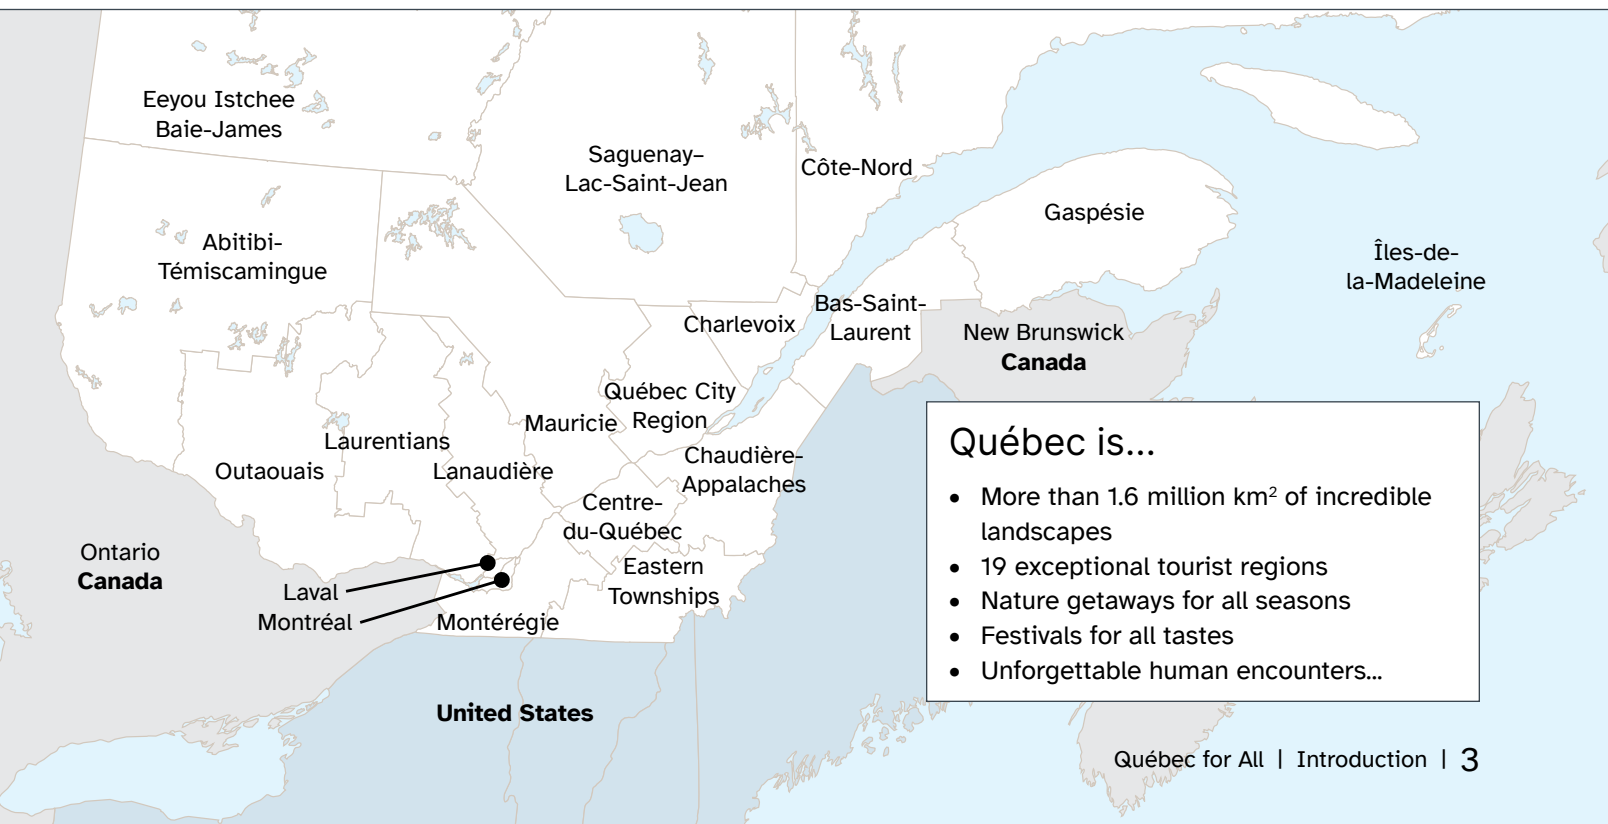 Eeyou Istchee
Baie-James
Saguenay–
Lac-Saint-Jean
Côte-Nord
Gaspésie
Abitibi-
Témiscamingue
Îles-de-
la-Madeleine
Charlevoix
Bas-Saint-
Laurent
New Brunswick
Canada
Québec City
Region
Mauricie
Laurentians
Outaouais
Lanaudière
Chaudière-
Appalaches
Centre-
du-Québec
Ontario
Canada
Eastern
Townships
Laval
Montréal
Montérégie
United States
Québec is...
• More than 1.6 million km² of incredible
landscapes
• 19 exceptional tourist regions
• Nature getaways for all seasons
• Festivals for all tastes
• Unforgettable human encounters...
Québec for All | Introduction | 3